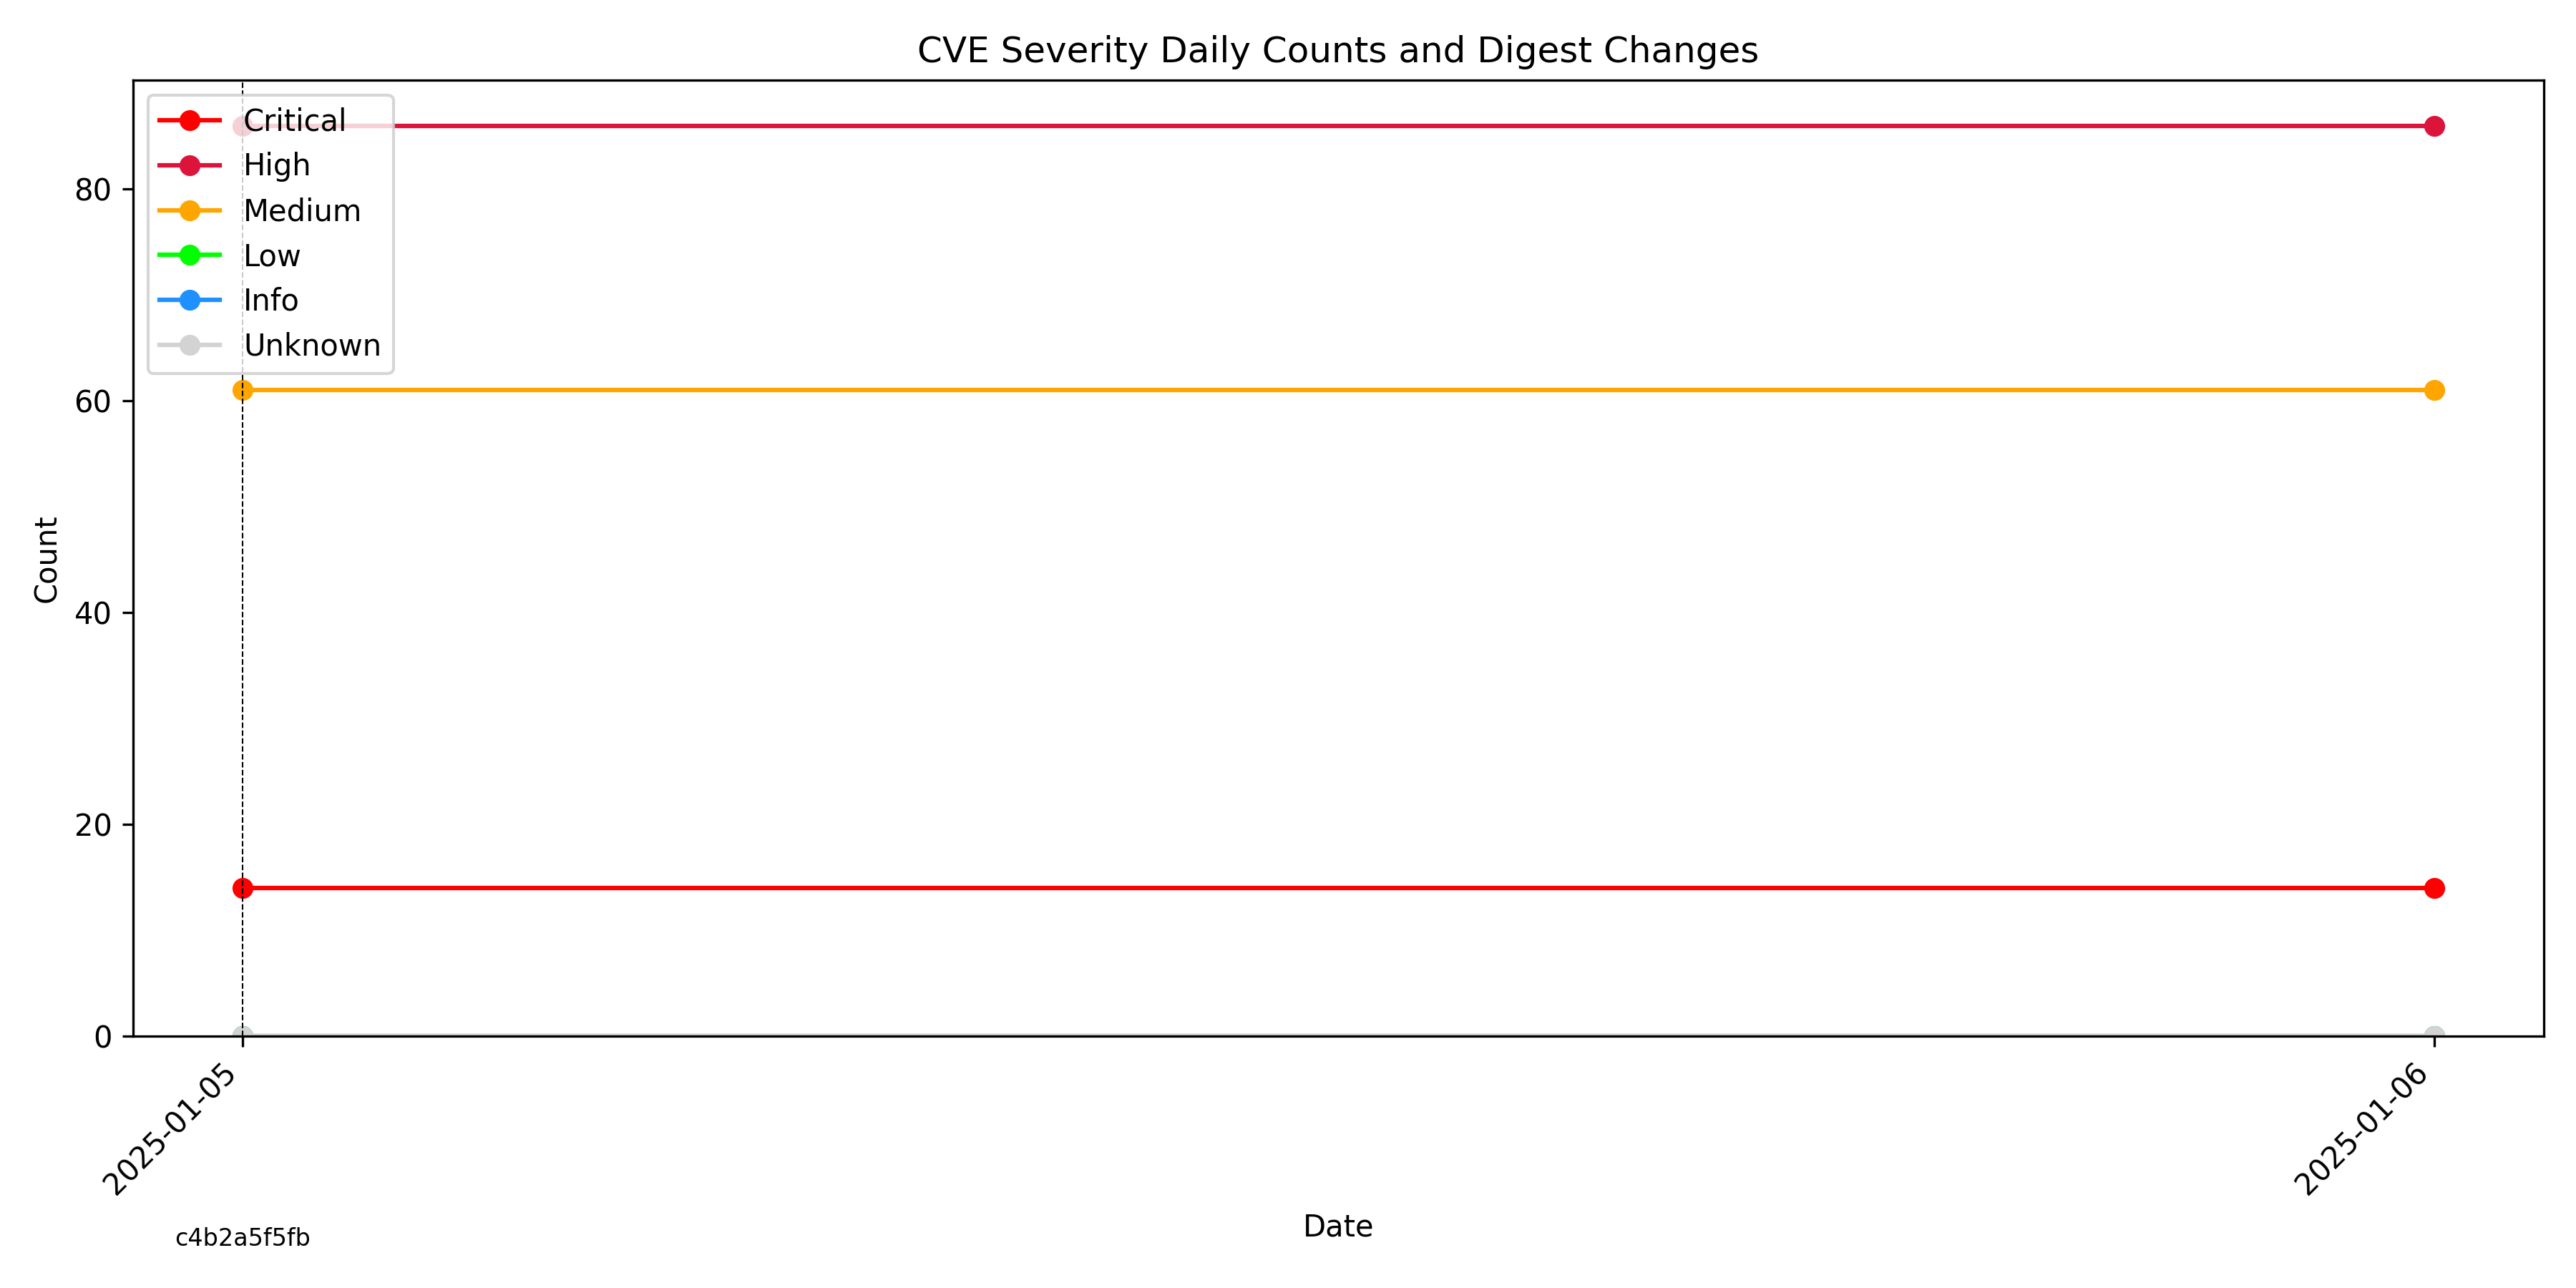 CVE Severity Daily Counts and Digest Changes
Critical
High
Medium
Low
Info
Unknown
80
60
40
20
0
Count
2025-01-05
2025-01-06
Date
c4b2a5f5fb